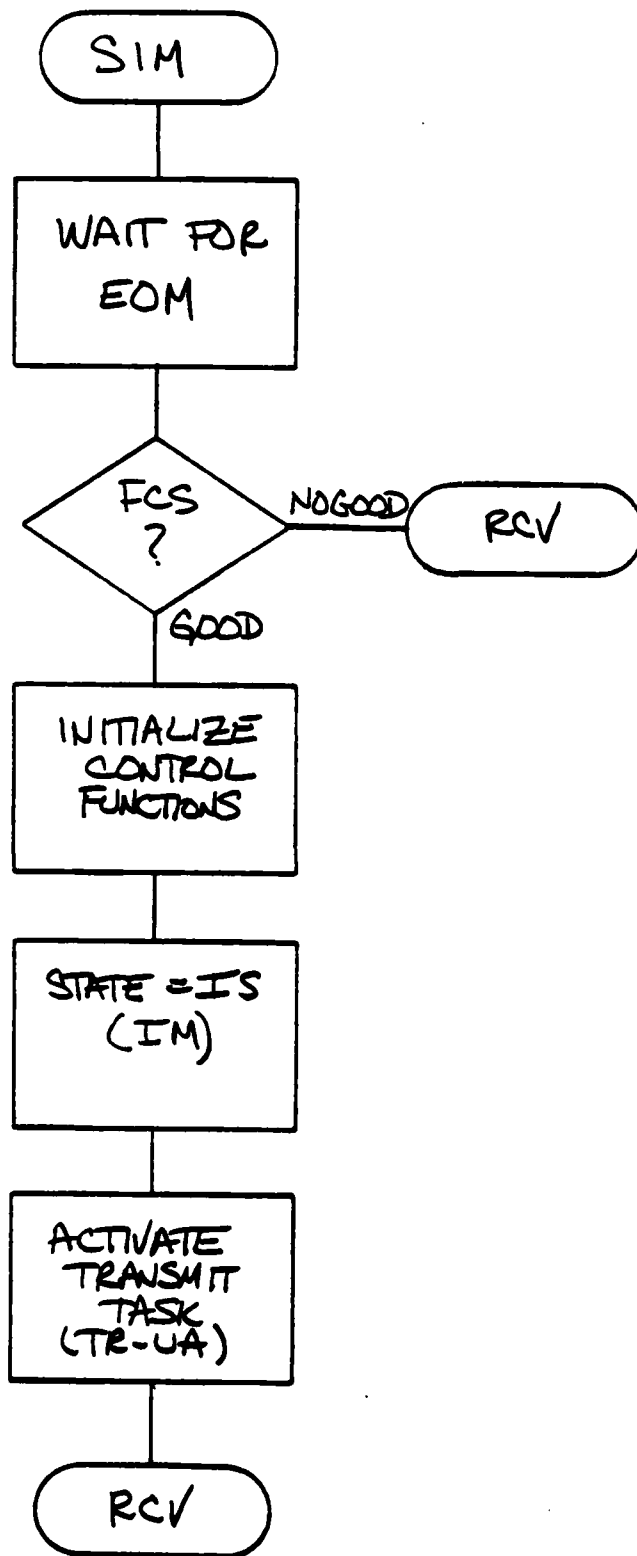 SIM
WAIT FOR
EOM
FCS
?
NOGOOD
RCV
GOOD
INITIALIZE
CONTROL
FUNCTIONS
STATE = IS
(IM)
ACTIVATE
TRANSMIT
TASK
(TR-UA)
RCV